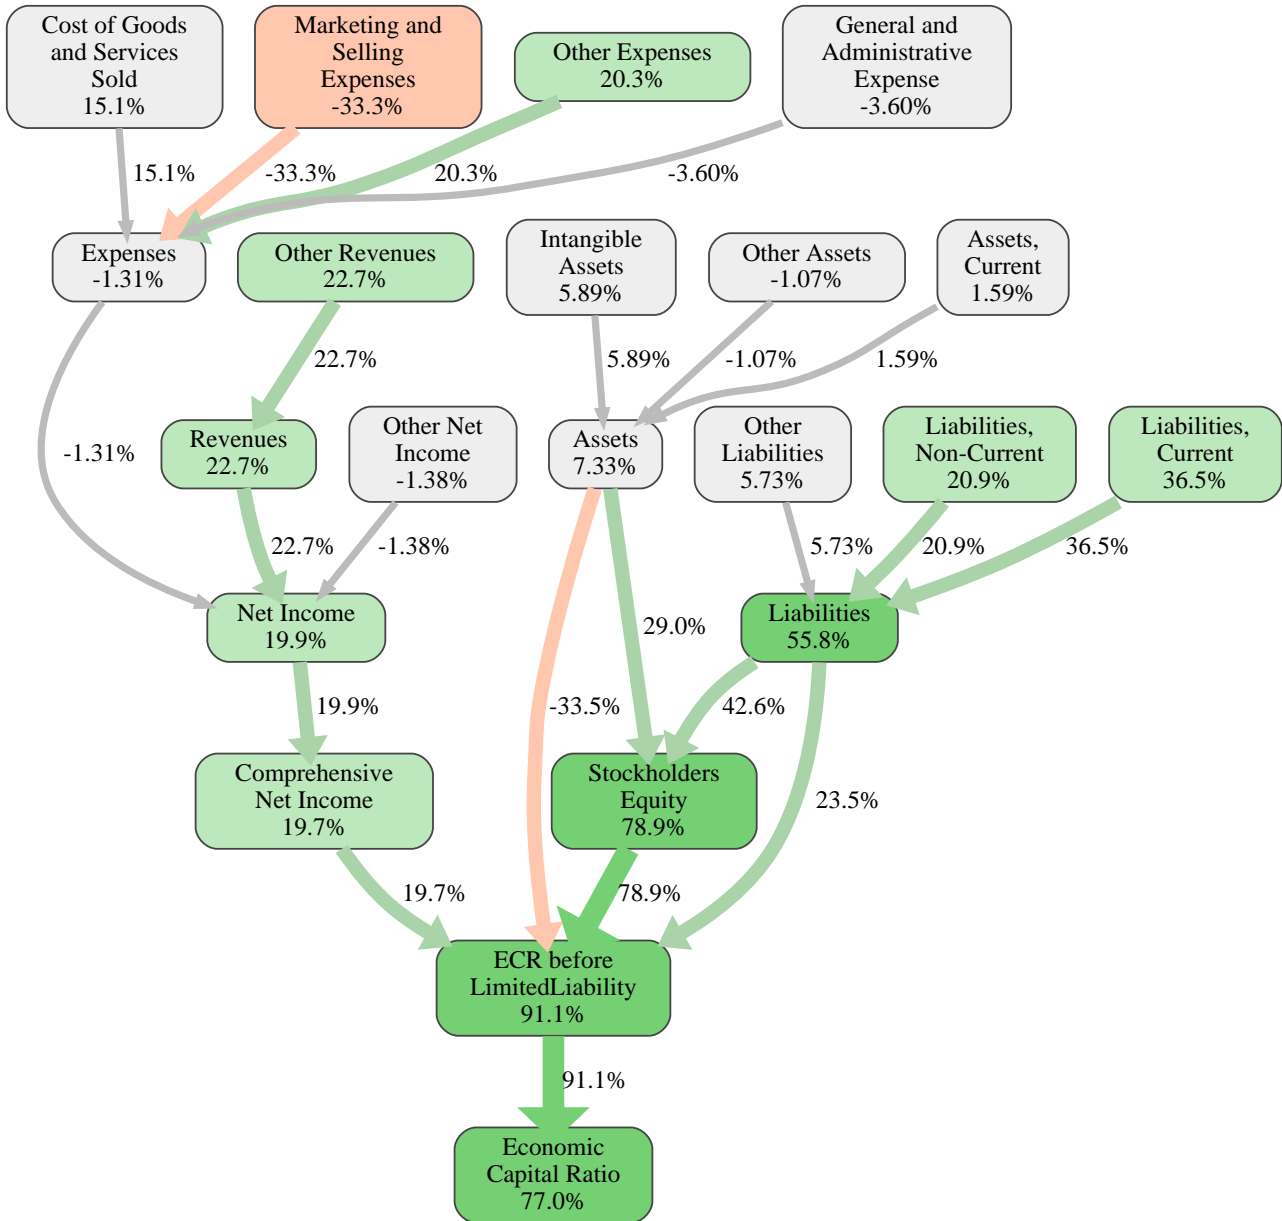 Cost of Goods
and Services
Sold
15.1%
Marketing and
Selling
Expenses
-33.3%
Other Expenses
20.3%
General and
Administrative
Expense
-3.60%
15.1%
-33.3%
20.3%
-3.60%
Expenses
-1.31%
Other Revenues
22.7%
Intangible
Assets
5.89%
Other Assets
-1.07%
Assets,
Current
1.59%
22.7%
5.89%
-1.07%
1.59%
-1.31%
Revenues
22.7%
Other Net
Income
-1.38%
Assets
7.33%
Other
Liabilities
5.73%
Liabilities,
Non-Current
20.9%
Liabilities,
Current
36.5%
22.7%
-1.38%
5.73%
20.9%
36.5%
Net Income
19.9%
29.0%
Liabilities
55.8%
19.9%
-33.5%
42.6%
Comprehensive
Net Income
19.7%
Stockholders
Equity
78.9%
23.5%
19.7%
78.9%
ECR before
LimitedLiability
91.1%
91.1%
Economic
Capital Ratio
77.0%